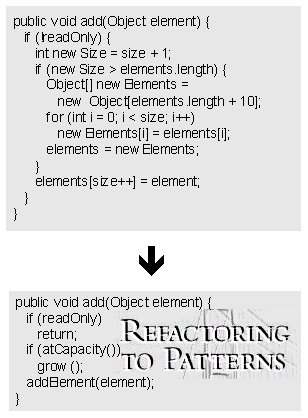 public void add(Object element) {
if (!readOnly) {
int new Size = size + 1;
if (new Size > elements.length) {
Object[] new Elements =
new Object[elements.length + 10];
for (int i = 0; i < size; i++)
new Elements[i] = elements[i];
elements = new Elements;
}
elements[size++] = element;
}
}
public void add(Object element) {
if (readOnly)
return;
if (atCapacity())
grow ();
addElement(element);
}
REFACTORING
TO PATTERNS